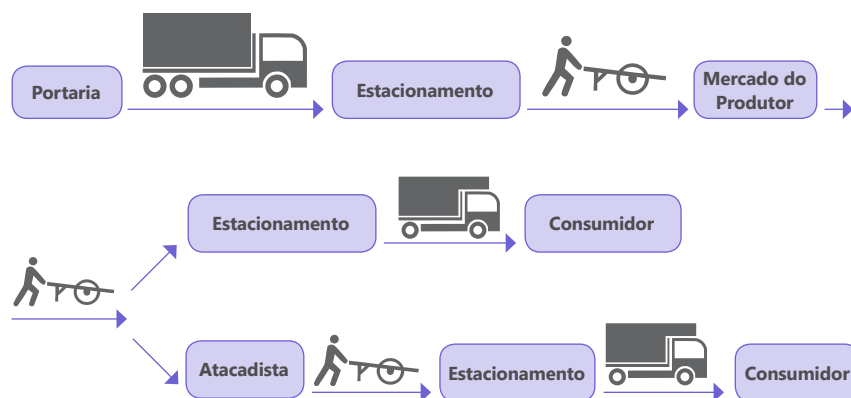 Portaria
Estacionamento
Mercado do
Produtor
Estacionamento
Consumidor
Atacadista
Estacionamento
Consumidor